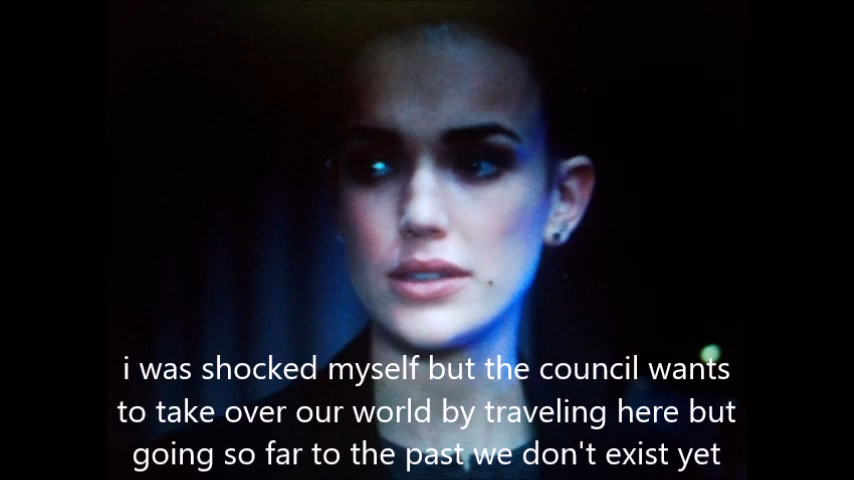 i was shocked myself but the council wants
to take over our world by traveling here but
going so far to the past we don't exist yet